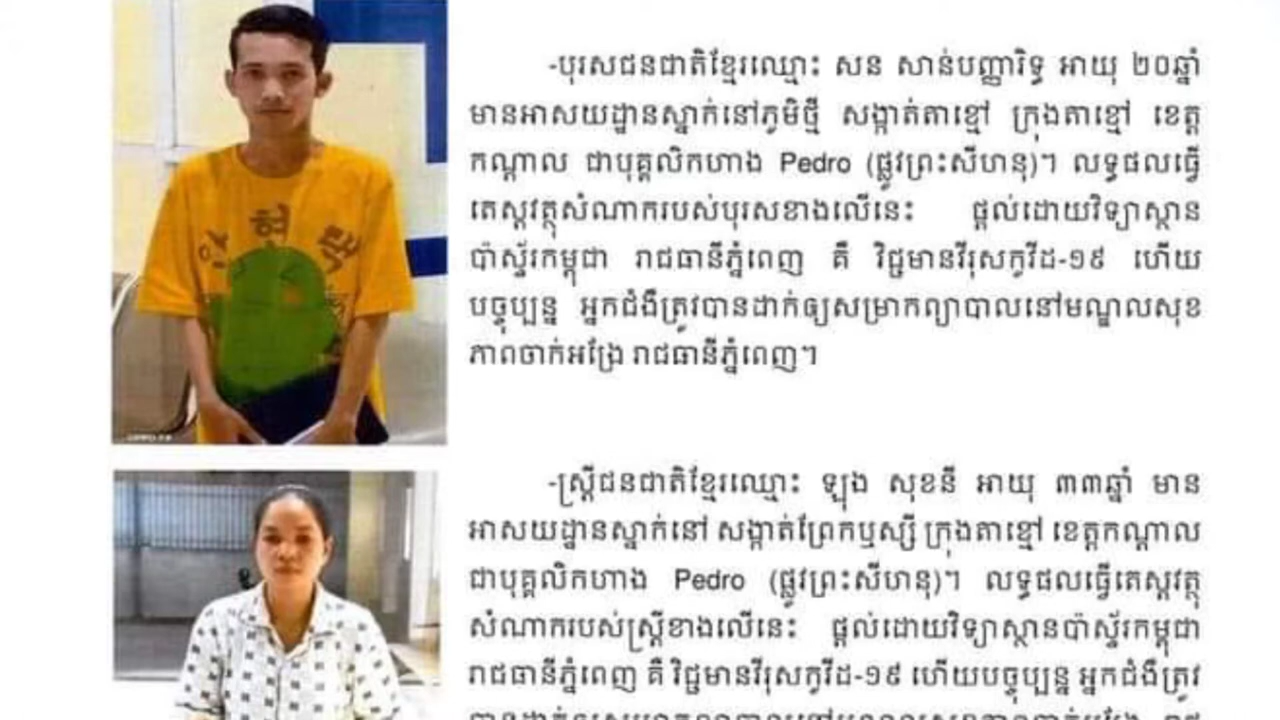 -បុរសជនជាតិខ្មែរឈ្មោះ សន សាន់បញ្ញារិទ្ធ អាយុ ២០ឆ្នាំ
មានអាសយដ្ឋានស្នាក់នៅភូមិថ្មី សង្កាត់តាខ្មៅ ក្រុងតាខ្មៅ ខេត្ត
កណ្តាល ជាបុគ្គលិកហាង Pedro (ផ្លូវព្រះសីហនុ)។ លទ្ធផលធ្វើ
តេស្តវត្ថុសំណាករបស់បុរសខាងលើនេះ ផ្តល់ដោយវិទ្យាស្ថាន
ប៉ាស្ទ័រកម្ពុជា រាជធានីភ្នំពេញ គឺ វិជ្ជមានវីរុសកូវីដ-១៩ ហើយ
បច្ចុប្បន្ន អ្នកជំងឺត្រូវបានដាក់ឲ្យសម្រាកព្យាបាលនៅមណ្ឌលសុខ
ភាពចាក់អង្រែ រាជធានីភ្នំពេញ។
-ស្រ្តីជនជាតិខ្មែរឈ្មោះ ឡុង សុខនី អាយុ ៣៣ឆ្នាំ មាន
អាសយដ្ឋានស្នាក់នៅ សង្កាត់ព្រែកឬស្សី ក្រុងតាខ្មៅ ខេត្តកណ្តាល
ជាបុគ្គលិកហាង Pedro (ផ្លូវព្រះសីហនុ)។ លទ្ធផលធ្វើតេស្តវត្ថុ
សំណាករបស់ស្ត្រីខាងលើនេះ ផ្តល់ដោយវិទ្យាស្ថានប៉ាស្ទ័រកម្ពុជា
រាជធានីភ្នំពេញ គឺ វិជ្ជមានវីរុសកូវីដ-១៩ ហើយបច្ចុប្បន្ន អ្នកជំងឺត្រូវ